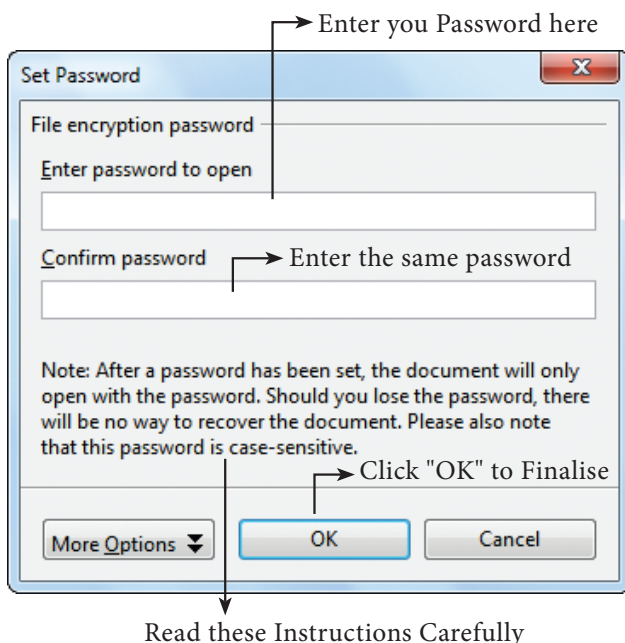 Enter you Password here
Set Password
File encryption password
Enter password to open
Confirm password
Enter the same password
Note: After a password has been set, the document will only
open with the password. Should you lose the password, there
will be no way to recover the document. Please also note
that this password is case-sensitive.
Click "OK" to Finalise
More Options
OK
Cancel
Read these Instructions Carefully